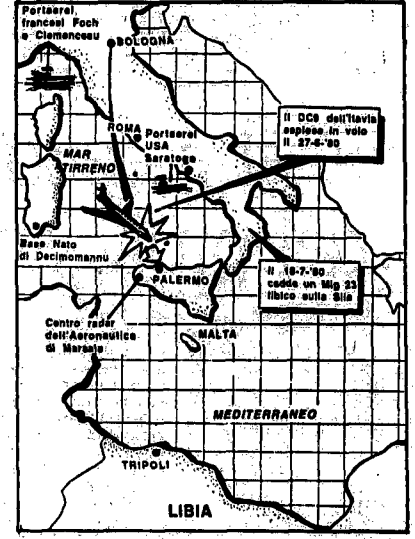 Portaerei
francesi Foch
e Clemenceau
BOLOGNA
Il DC9 dell'Itavia
esploso in volo
il 27-6-'80
ROMA
Portaerei
USA
Saratoga
MAR
TIRRENO
Base Nato
di Decimomannu
PALERMO
Il 18-7-'80
cadde un Mig 23
libico sulla Sila
Centro radar
dell'Aeronautica
di Marsala
MALTA
MEDITERRANEO
TRIPOLI
LIBIA